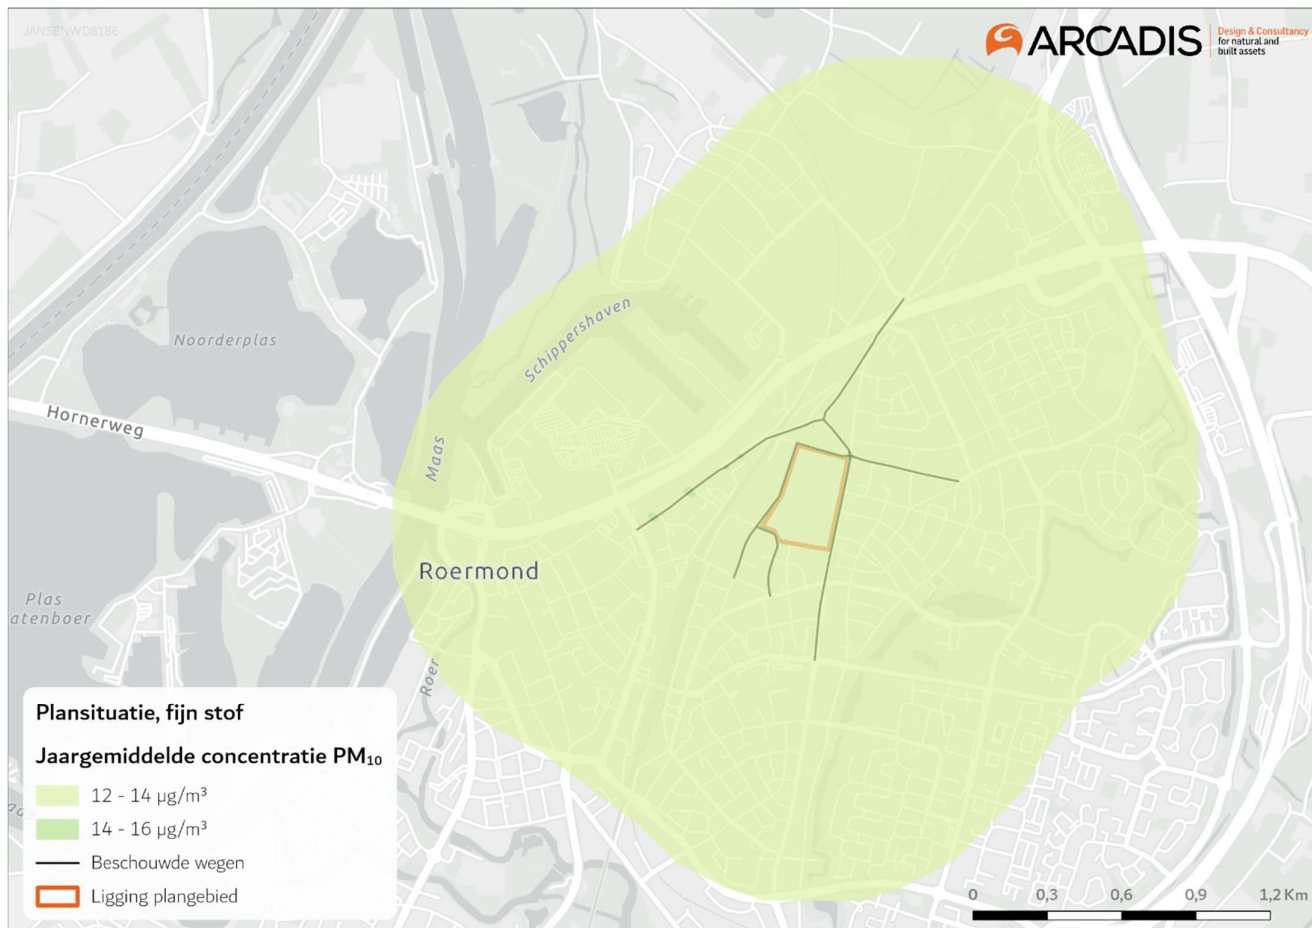 JANSENWD8186
ARCADIS
Design & Consultancy
for natural and
built assets
Noorderplas
Schippershaven
Hornerweg
Maas
Roermond
Plas
atenboer
Roer
Plansituatie, fijn stof
Jaargemiddelde concentratie PM₁₀
12 - 14 µg/m³
14 - 16 µg/m³
Beschouwde wegen
Ligging plangebied
0 0,3 0,6 0,9 1,2 Km